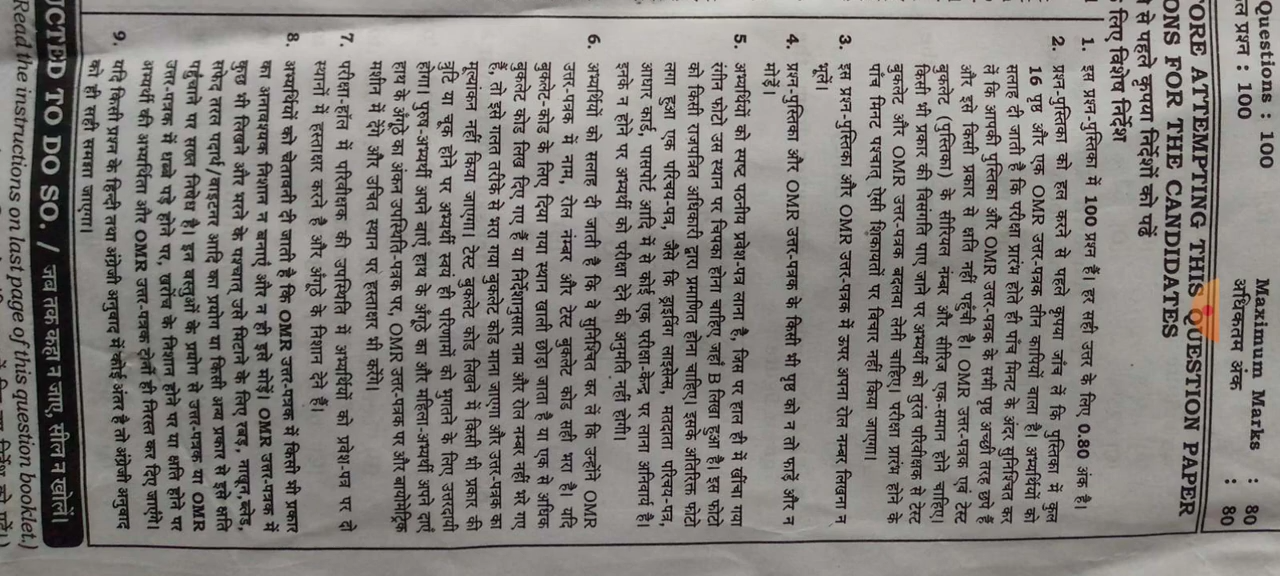 Questions : 100
ल प्रश्न : 100
Maximum Marks : 80
अधिकतम अंक : 80
FORE ATTEMPTING THIS QUESTION PAPER
ONS FOR THE CANDIDATES
से पहले कृपया निर्देशों को पढें
लिए विशेष निर्देश
1. इस प्रश्न-पुस्तिका में 100 प्रश्न हैं। हर सही उत्तर के लिए 0.80 अंक है।
2. प्रश्न-पुस्तिका को हल करने से पहले कृपया जांच लें कि पुस्तिका में कुल
16 पृष्ठ और एक OMR उत्तर-पत्रक तीन कापियों वाला है। अभ्यर्थियों को
सलाह दी जाती है कि परीक्षा प्रारंभ होते ही पाँच मिनट के अंदर सुनिश्चित कर
लें कि आपकी पुस्तिका और OMR उत्तर-पत्रक के सभी पृष्ठ अच्छी तरह छपे हैं
और इसे किसी प्रकार से क्षति नहीं पहुंची है। OMR उत्तर-पत्रक एवं टेस्ट
बुकलेट (पुस्तिका) के सीरियल नम्बर और सीरीज एक-समान होने चाहिए।
किसी भी प्रकार की विसंगति पाए जाने पर अभ्यर्थी को तुरंत परिवीक्षक से टेस्ट
बुकलेट और OMR उत्तर-पत्रक बदलवा लेनी चाहिए। परीक्षा प्रारंभ होने के
पाँच मिनट पश्चात् ऐसी शिकायतों पर विचार नहीं किया जाएगा।
3. इस प्रश्न-पुस्तिका और OMR उत्तर-पत्रक में ऊपर अपना रोल नम्बर लिखना न
भूलें।
4. प्रश्न-पुस्तिका और OMR उत्तर-पत्रक के किसी भी पृष्ठ को न तो फाड़ें और न
मोड़ें।
5. अभ्यर्थियों को स्पष्ट पठनीय प्रवेश-पत्र लाना है, जिस पर हाल ही में खींचा गया
रंगीन फोटो उस स्थान पर चिपका होना चाहिए जहाँ B लिखा हुआ है। इस फोटो
को किसी राजपत्रित अधिकारी द्वारा प्रमाणित होना चाहिए। इसके अतिरिक्त फोटो
लगा हुआ एक परिचय-पत्र, जैसे कि ड्राईविंग लाइसेन्स, मतदाता परिचय-पत्र,
आधार कार्ड, पासपोर्ट आदि में से कोई एक परीक्षा-केन्द्र पर लाना अनिवार्य है।
इनके न होने पर अभ्यर्थी को परीक्षा देने की अनुमति नहीं होगी।
6. अभ्यर्थियों को सलाह दी जाती है कि वे सुनिश्चित कर लें कि उन्होंने OMR
उत्तर-पत्रक में नाम, रोल नंम्बर और टेस्ट बुकलेट कोड सही भरा है। यदि
बुकलेट-कोड के लिए दिया गया स्थान खाली छोड़ा जाता है या एक से अधिक
बुकलेट कोड लिख दिए गए हैं या निर्देशानुसार नाम और रोल नम्बर नहीं भरे गए
हैं, तो इसे गलत तरीके से भरा गया बुकलेट कोड माना जाएगा और उत्तर-पत्रक का
मूल्यांकन नहीं किया जाएगा। टेस्ट बुकलेट कोड लिखने में किसी भी प्रकार की
त्रुटि या चूक होने पर अभ्यर्थी स्वयं ही परिणामों को भुगतने के लिए उत्तरदायी
होगा। पुरुष-अभ्यर्थी अपने बाएं हाथ के अँगूठे का और महिला-अभ्यर्थी अपने दाएं
हाथ के अँगूठे का अंकन उपस्थिति-पत्रक पर, OMR उत्तर-पत्रक पर और बायोमेट्रिक
मशीन में देंगे और उचित स्थान पर हस्ताक्षर भी करेंगे।
7. परीक्षा-हॉल में परिवीक्षक की उपस्थिति में अभ्यर्थियों को प्रवेश-पत्र पर दो
स्थानों में हस्ताक्षर करने है और अँगूठे के निशान देने हैं।
8. अभ्यर्थियों को चेतावनी दी जाती है कि OMR उत्तर-पत्रक में किसी भी प्रकार
का अनावश्यक निशान न बनाएं और न ही इसे मोडें। OMR उत्तर-पत्रक में
कुछ भी लिखने और भरने के पश्चात् उसे मिटाने के लिए रबड़, नाखून, ब्लेड,
सफेद तरल पदार्थ/वाइटनर आदि का प्रयोग या किसी अन्य प्रकार से इसे क्षति
पहुंचाने पर सख्त निषेध है। इन वस्तुओं के प्रयोग से उत्तर-पत्रक या OMR
उत्तर-पत्रक में धब्बे पड़े होने पर, खरोंच के निशान होने पर या क्षति होने पर
अभ्यर्थी की अभ्यर्थिता और OMR उत्तर-पत्रक दोनों ही निरस्त कर दिए जाएंगे।
9. यदि किसी प्रश्न के हिन्दी तथा अंग्रेजी अनुवाद में कोई अंतर है तो अंग्रेजी अनुवाद
को ही सही समझा जाएगा।
UCTED TO DO SO. / जब तक कहा न जाए, सील न खोलें।
Read the instructions on last page of this question booklet.)